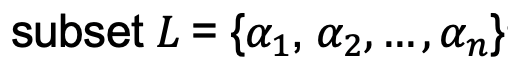 subset 𝐿 = {𝛼₁, 𝛼₂, …, 𝛼ₙ}